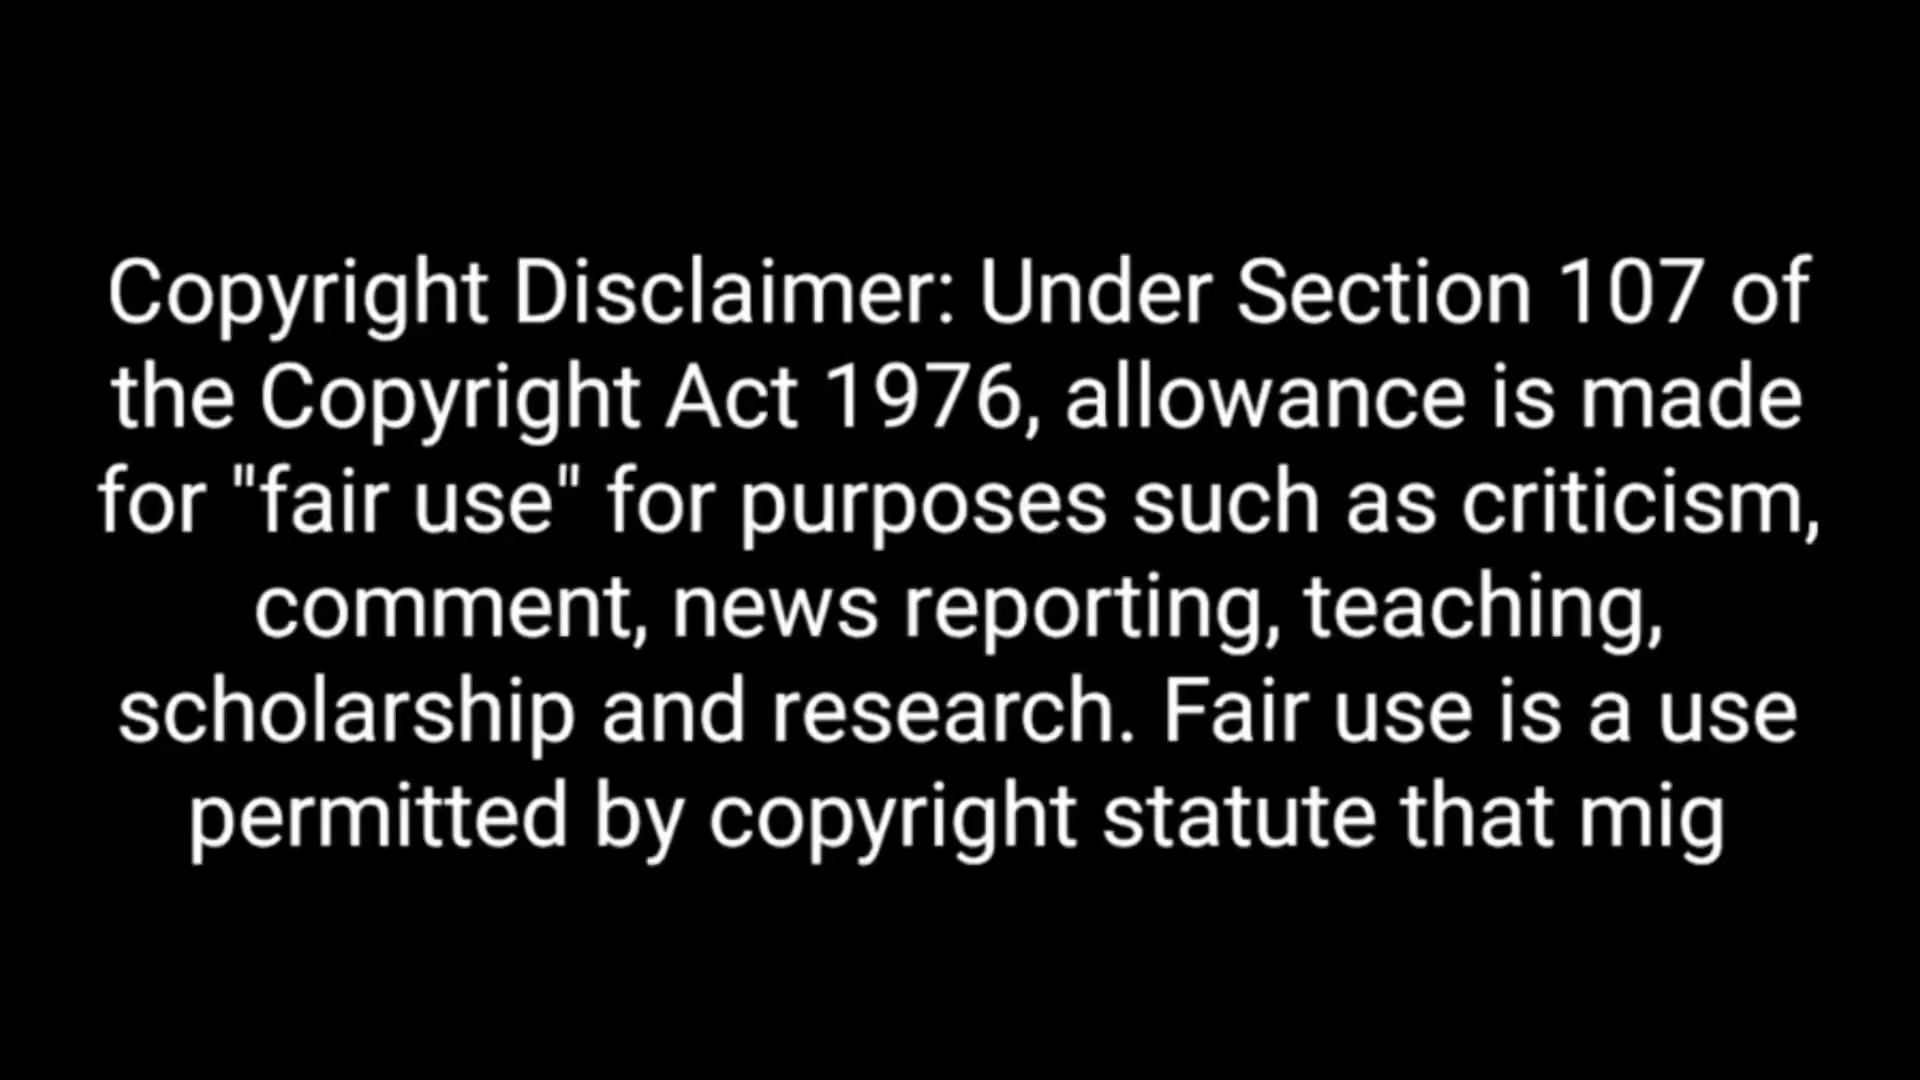 Copyright Disclaimer: Under Section 107 of
the Copyright Act 1976, allowance is made
for "fair use" for purposes such as criticism,
comment, news reporting, teaching,
scholarship and research. Fair use is a use
permitted by copyright statute that mig